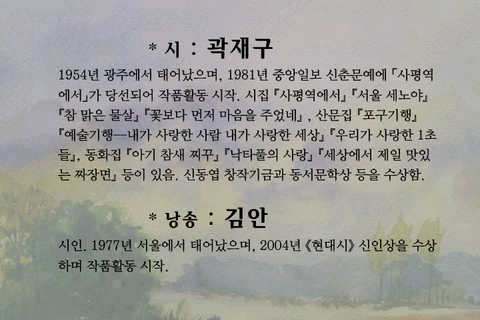 * 시 : 곽재구
1954년 광주에서 태어났으며, 1981년 중앙일보 신춘문예에 「사평역
에서」가 당선되어 작품활동 시작. 시집 『사평역에서』 『서울 세노야』
『참 맑은 물살』 『꽃보다 먼저 마음을 주었네』 , 산문집 『포구기행』
『예술기행―내가 사랑한 사람 내가 사랑한 세상』 『우리가 사랑한 1초
들』, 동화집 『아기 참새 찌꾸』 『낙타풀의 사랑』 『세상에서 제일 맛있
는 짜장면』 등이 있음. 신동엽 창작기금과 동서문학상 등을 수상함.
* 낭송 : 김안
시인. 1977년 서울에서 태어났으며, 2004년 《현대시》 신인상을 수상
하며 작품활동 시작.